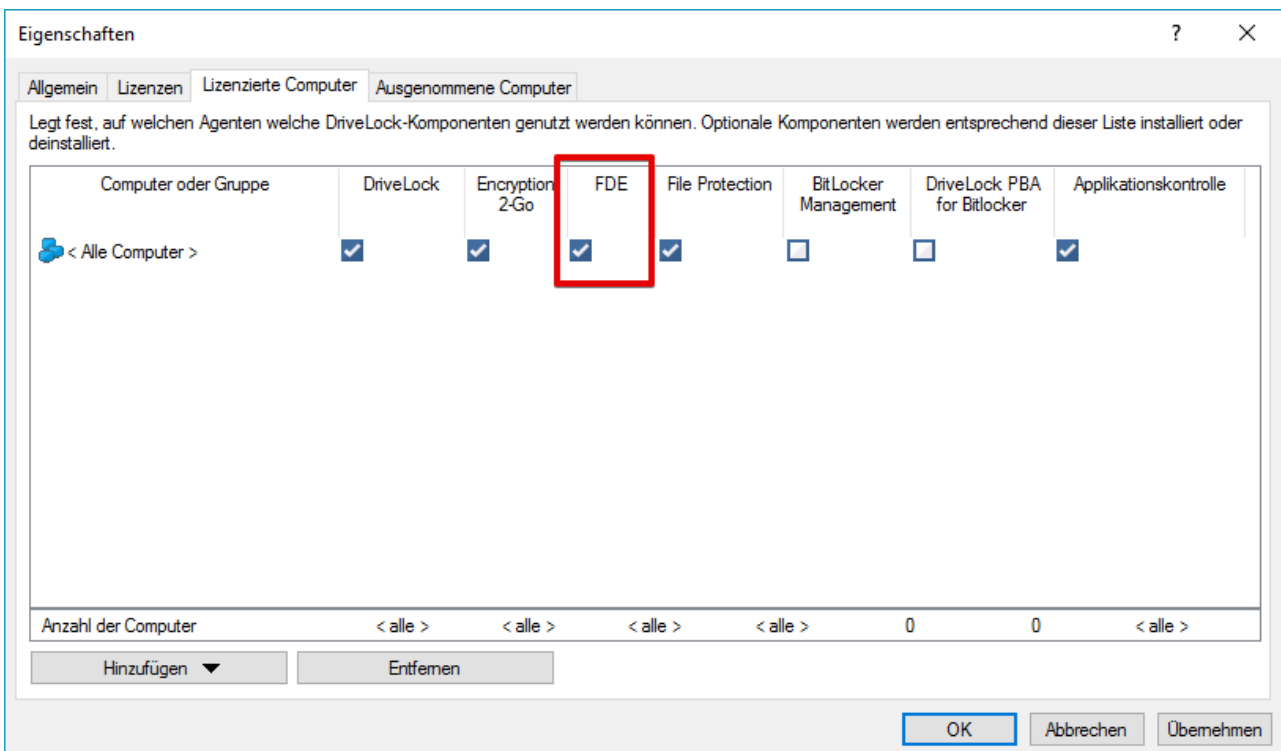 Eigenschaften
?
Allgemein Lizenzen Lizenzierte Computer Ausgenommene Computer
Legt fest, auf welchen Agenten welche DriveLock-Komponenten genutzt werden können. Optionale Komponenten werden entsprechend dieser Liste installiert oder
deinstalliert.
Computer oder Gruppe DriveLock Encryption FDE File Protection BitLocker DriveLock PBA Applikationskontrolle
2-Go Management for Bitlocker
< Alle Computer >
Anzahl der Computer < alle > < alle > < alle > < alle > 0 0 < alle >
Hinzufügen Entfernen
OK Abbrechen Übernehmen